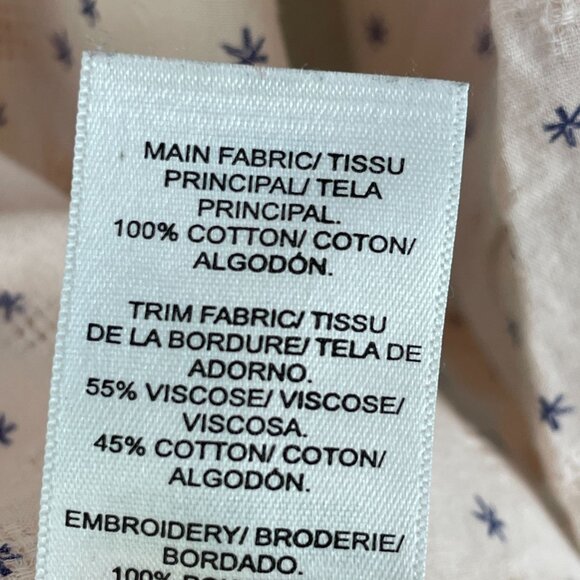 MAIN FABRIC/ TISSU
PRINCIPAL/ TELA
PRINCIPAL.
100% COTTON/ COTON/
ALGODÓN.
TRIM FABRIC/ TISSU
DE LA BORDURE/ TELA DE
ADORNO.
55% VISCOSE/ VISCOSE/
VISCOSA.
45% COTTON/ COTON/
ALGODÓN.
EMBROIDERY/ BRODERIE/
BORDADO.
100%